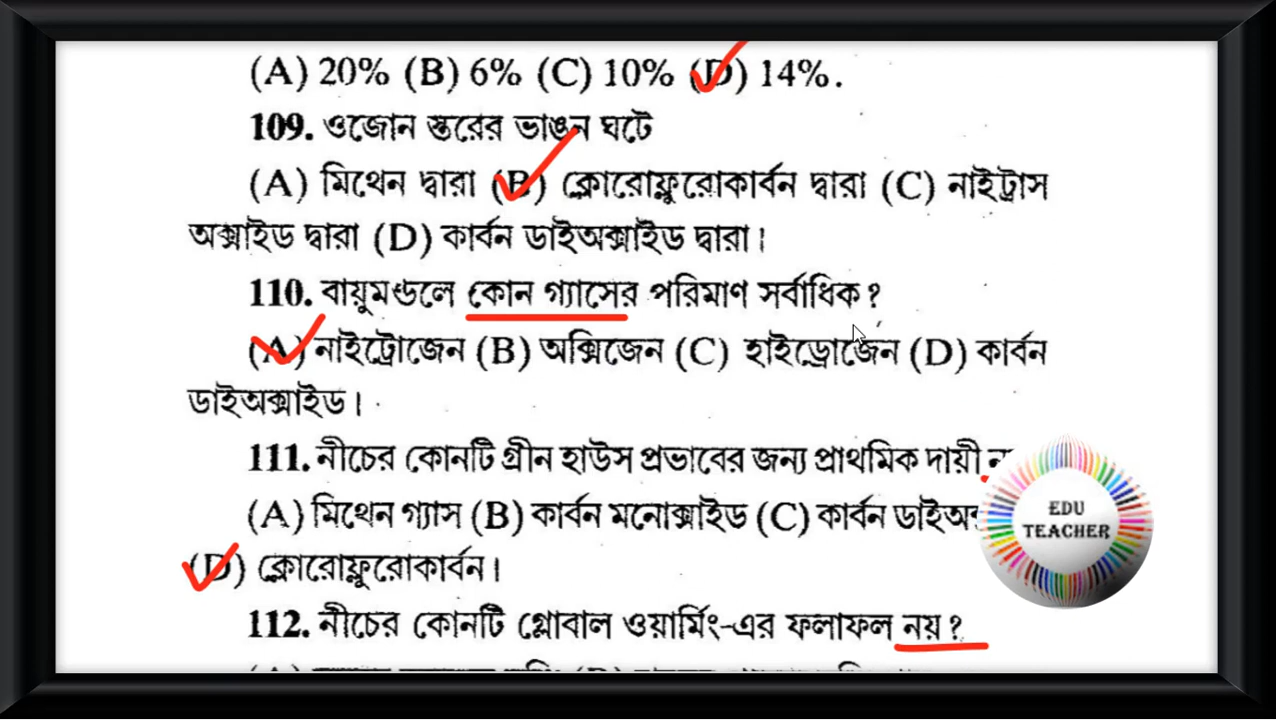 (A) 20% (B) 6% (C) 10% (D) 14%.
109. ওজোন স্তরের ভাঙন ঘটে
(A) মিথেন দ্বারা (B) ক্লোরোফ্লুরোকার্বন দ্বারা (C) নাইট্রাস
অক্সাইড দ্বারা (D) কার্বন ডাইঅক্সাইড দ্বারা।
110. বায়ুমণ্ডলে কোন গ্যাসের পরিমাণ সর্বাধিক?
(A) নাইট্রোজেন (B) অক্সিজেন (C) হাইড্রোজেন (D) কার্বন
ডাইঅক্সাইড।
111. নীচের কোনটি গ্রীন হাউস প্রভাবের জন্য প্রাথমিক দায়ী
(A) মিথেন গ্যাস (B) কার্বন মনোক্সাইড (C) কার্বন
(D) ক্লোরোফ্লুরোকার্বন।
112. নীচের কোনটি গ্লোবাল ওয়ার্মিং-এর ফলাফল নয়?
EDU
TEACHER